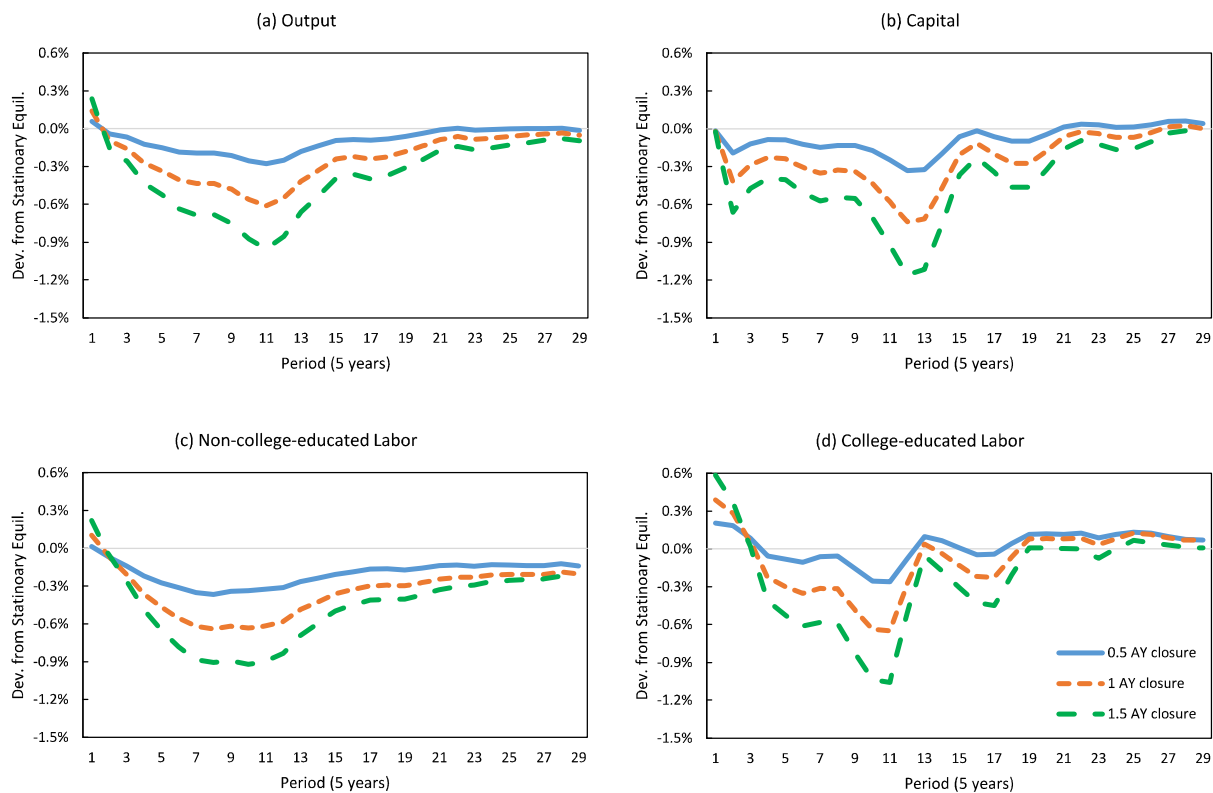 (a) Output
0.6%
0.3%
0.0%
-0.3%
-0.6%
-0.9%
-1.2%
-1.5%
Dev. from Statinoary Equil.
1 3 5 7 9 11 13 15 17 19 21 23 25 27 29
Period (5 years)
(b) Capital
0.6%
0.3%
0.0%
-0.3%
-0.6%
-0.9%
-1.2%
-1.5%
Dev. from Statinoary Equil.
1 3 5 7 9 11 13 15 17 19 21 23 25 27 29
Period (5 years)
(c) Non-college-educated Labor
0.6%
0.3%
0.0%
-0.3%
-0.6%
-0.9%
-1.2%
-1.5%
Dev. from Statinoary Equil.
1 3 5 7 9 11 13 15 17 19 21 23 25 27 29
Period (5 years)
(d) College-educated Labor
0.6%
0.3%
0.0%
-0.3%
-0.6%
-0.9%
-1.2%
-1.5%
Dev. from Statinoary Equil.
0.5 AY closure
1 AY closure
1.5 AY closure
1 3 5 7 9 11 13 15 17 19 21 23 25 27 29
Period (5 years)